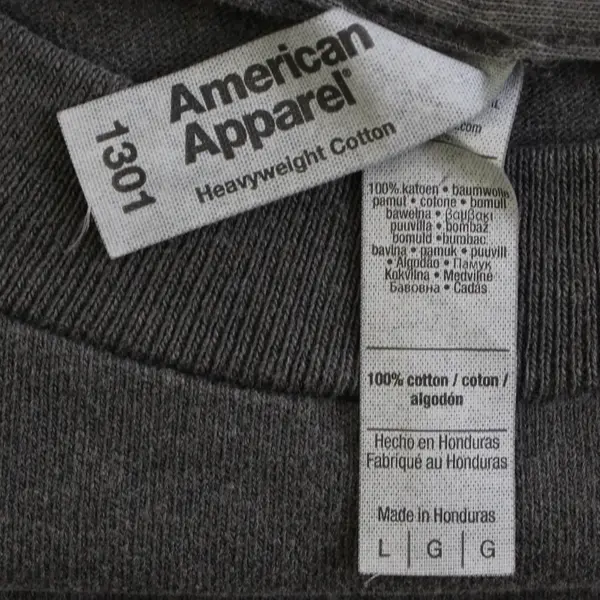 American
Apparel®
Heavyweight Cotton
1301
.com
100% katoen • baumwolle
pamut • cotone • bomull
bawełna • βαμβάκι
puuvilla • bombaž
bomuld • bumbac
bavlna • pamuk • puuvill
• Algodão • Памук
Kokvilna • Medvilnė
Бавовна • Cadás
100% cotton / coton /
algodón
Hecho en Honduras
Fabriqué au Honduras
Made in Honduras
L | G | G